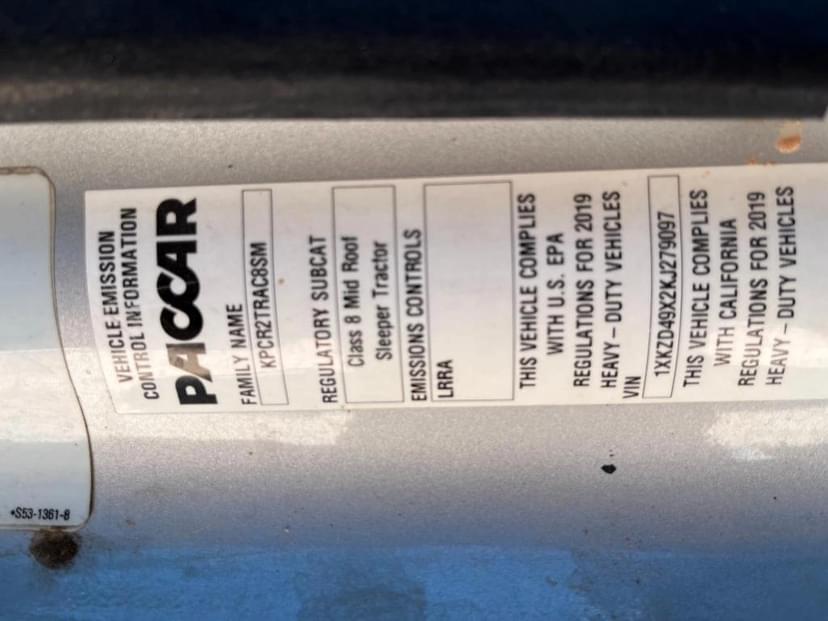 VEHICLE EMISSION
CONTROL INFORMATION
PACCAR
FAMILY NAME
KPCR2TRAC8SM
REGULATORY SUBCAT
Class 8 Mid Roof
Sleeper Tractor
EMISSIONS CONTROLS
LRRA
THIS VEHICLE COMPLIES
WITH U.S. EPA
REGULATIONS FOR 2019
HEAVY – DUTY VEHICLES
VIN
1XKZD49X2KJ279097
THIS VEHICLE COMPLIES
WITH CALIFORNIA
REGULATIONS FOR 2019
HEAVY – DUTY VEHICLES
*S53-1361-8